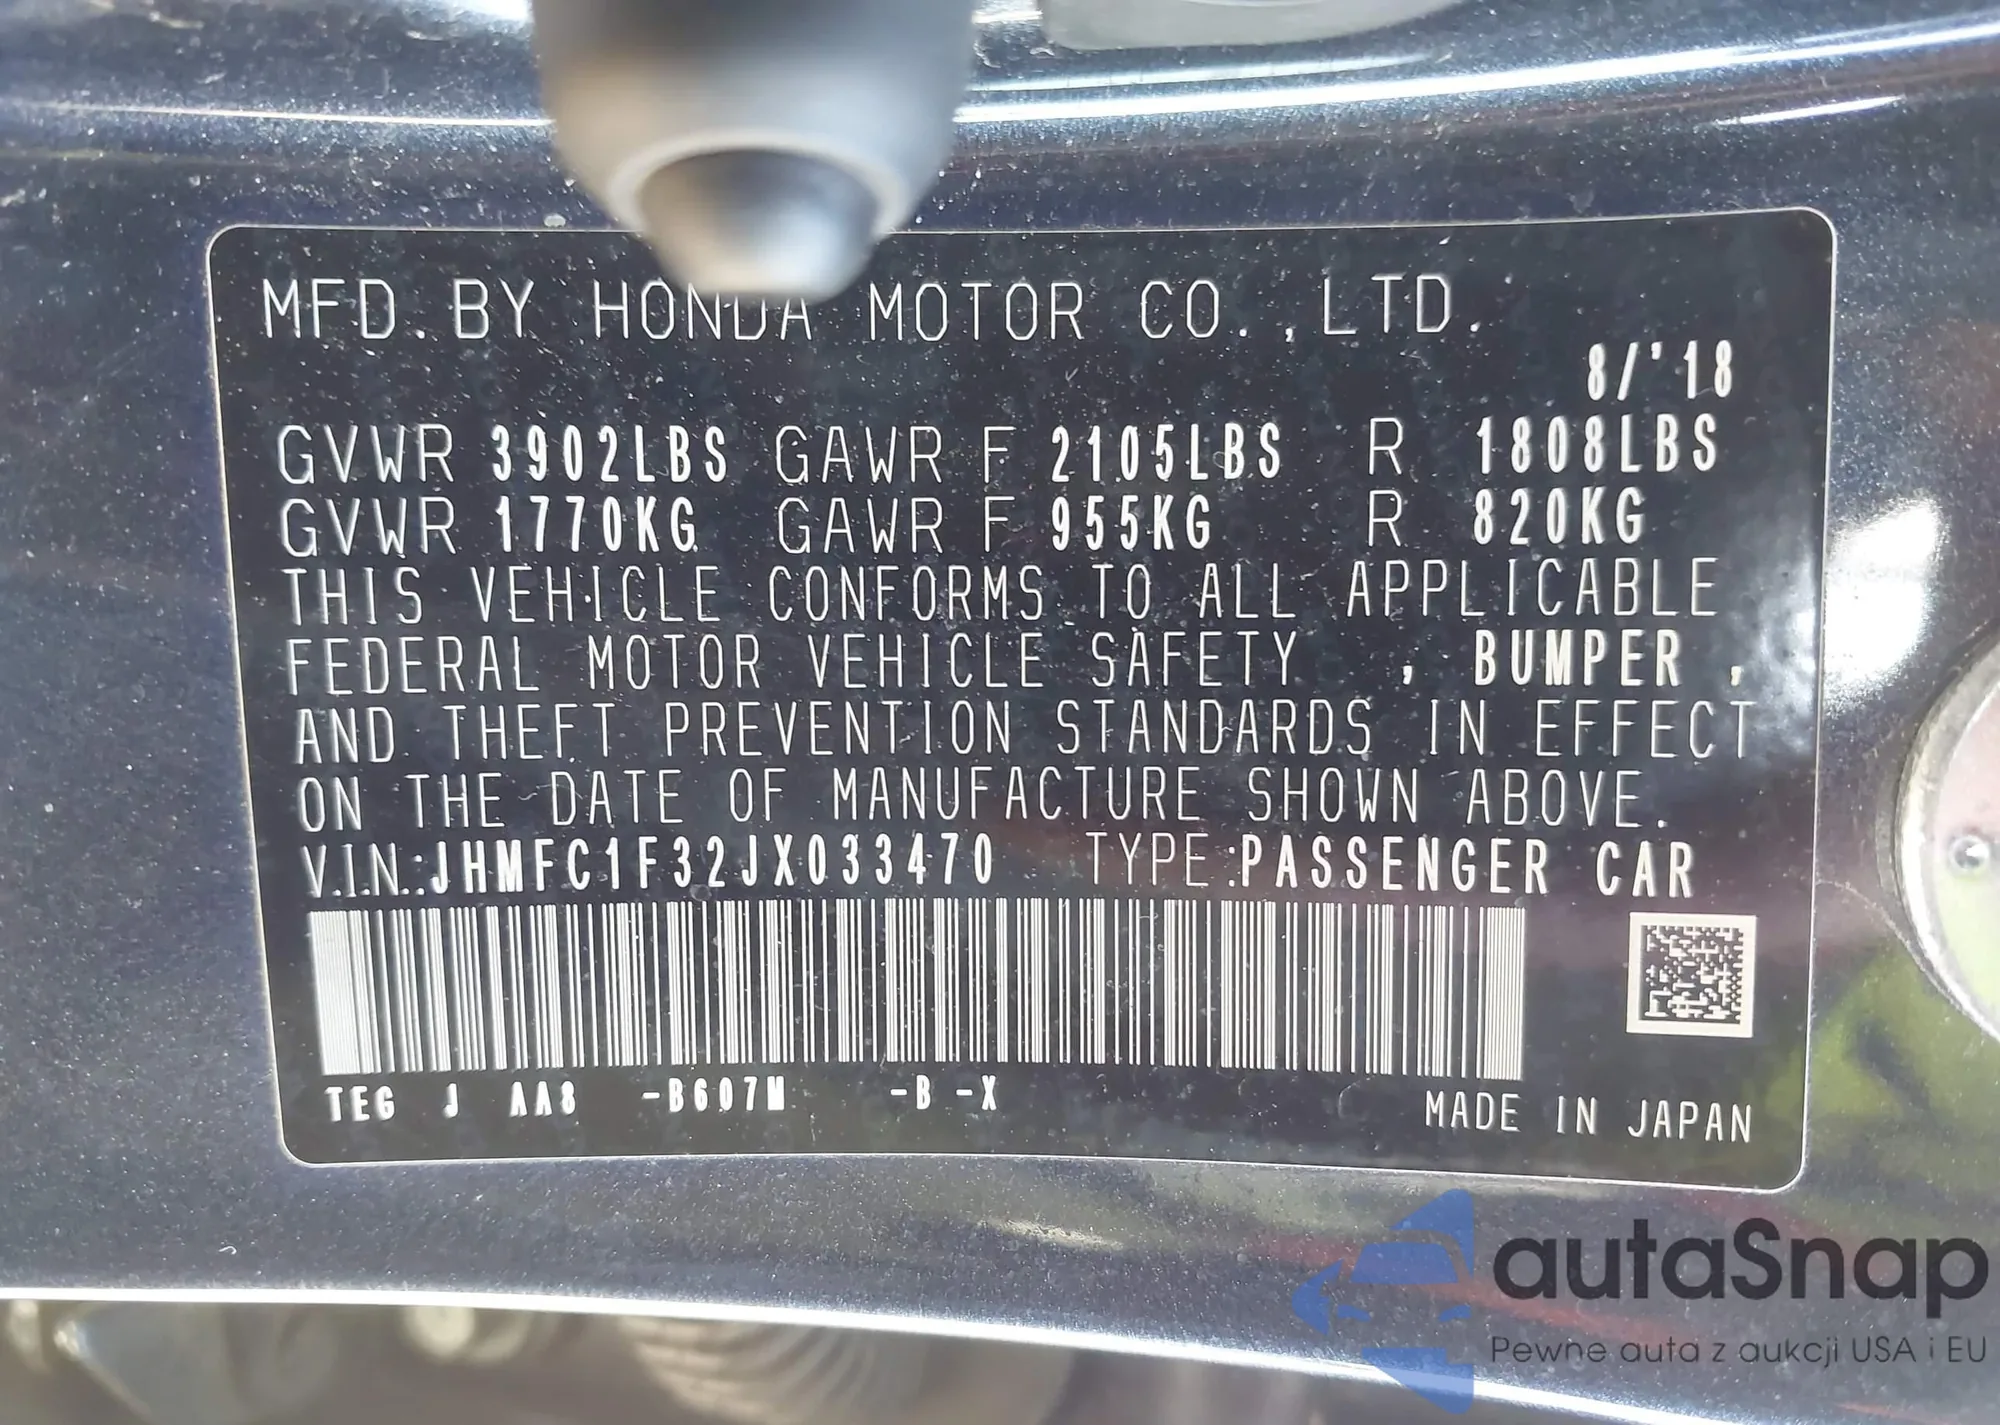 MFD. BY HONDA MOTOR CO., LTD.
8/'18
GVWR 3902LBS GAWR F 2105LBS R 1808LBS
GVWR 1770KG GAWR F 955KG R 820KG
THIS VEHICLE CONFORMS TO ALL APPLICABLE
FEDERAL MOTOR VEHICLE SAFETY , BUMPER ,
AND THEFT PREVENTION STANDARDS IN EFFECT
ON THE DATE OF MANUFACTURE SHOWN ABOVE.
V.I.N.:JHMFC1F32JX033470 TYPE:PASSENGER CAR
TEG J AA8 -B607M -B -X
MADE IN JAPAN
autaSnap
Pewne auta z aukcji USA i EU